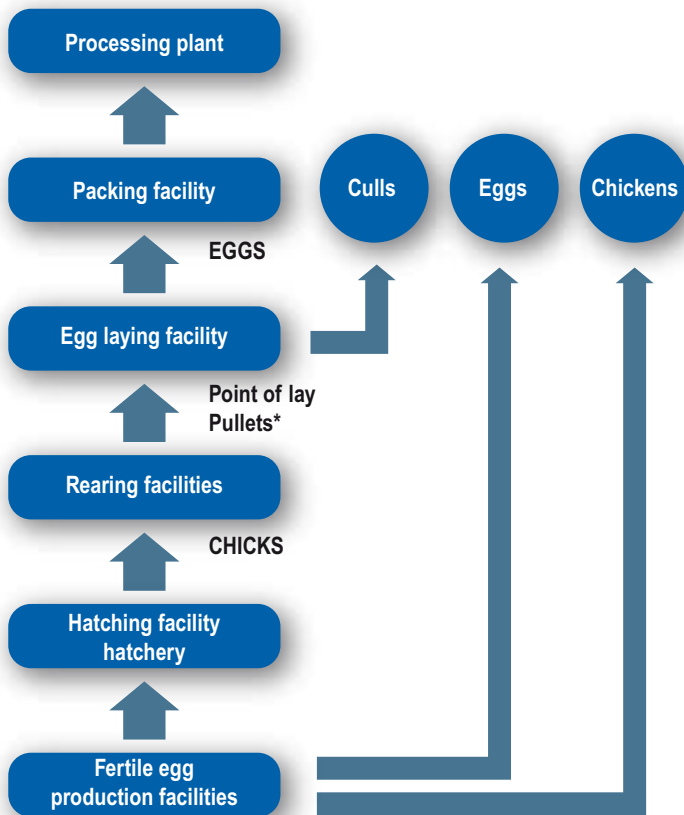 Processing plant
Packing facility
Culls
Eggs
Chickens
EGGS
Egg laying facility
Point of lay
Pullets*
Rearing facilities
CHICKS
Hatching facility
hatchery
Fertile egg
production facilities